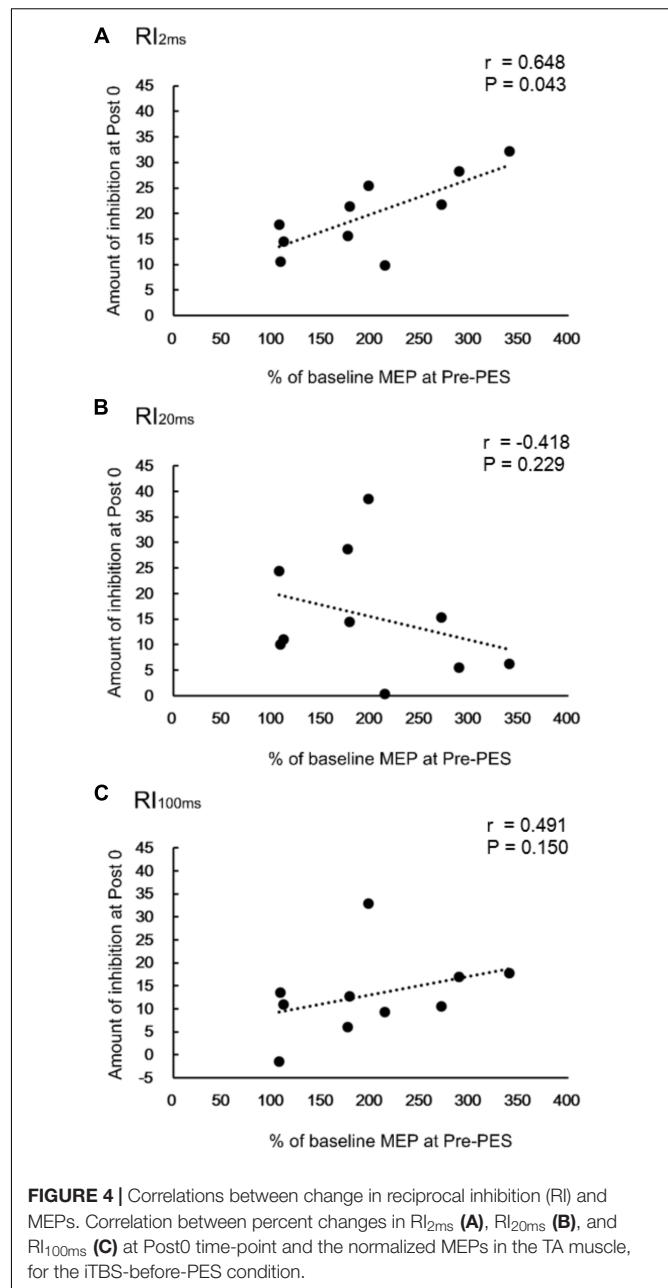 A RI2ms
r = 0.648
P = 0.043
Amount of inhibition at Post 0
45
40
35
30
25
20
15
10
5
0
0 50 100 150 200 250 300 350 400
% of baseline MEP at Pre-PES
B RI20ms
r = -0.418
P = 0.229
Amount of inhibition at Post 0
45
40
35
30
25
20
15
10
5
0
0 50 100 150 200 250 300 350 400
% of baseline MEP at Pre-PES
C RI100ms
r = 0.491
P = 0.150
Amount of inhibition at Post 0
45
40
35
30
25
20
15
10
5
0
-5
0 50 100 150 200 250 300 350 400
% of baseline MEP at Pre-PES
FIGURE 4 | Correlations between change in reciprocal inhibition (RI) and
MEPs. Correlation between percent changes in RI2ms (A), RI20ms (B), and
RI100ms (C) at Post0 time-point and the normalized MEPs in the TA muscle,
for the iTBS-before-PES condition.